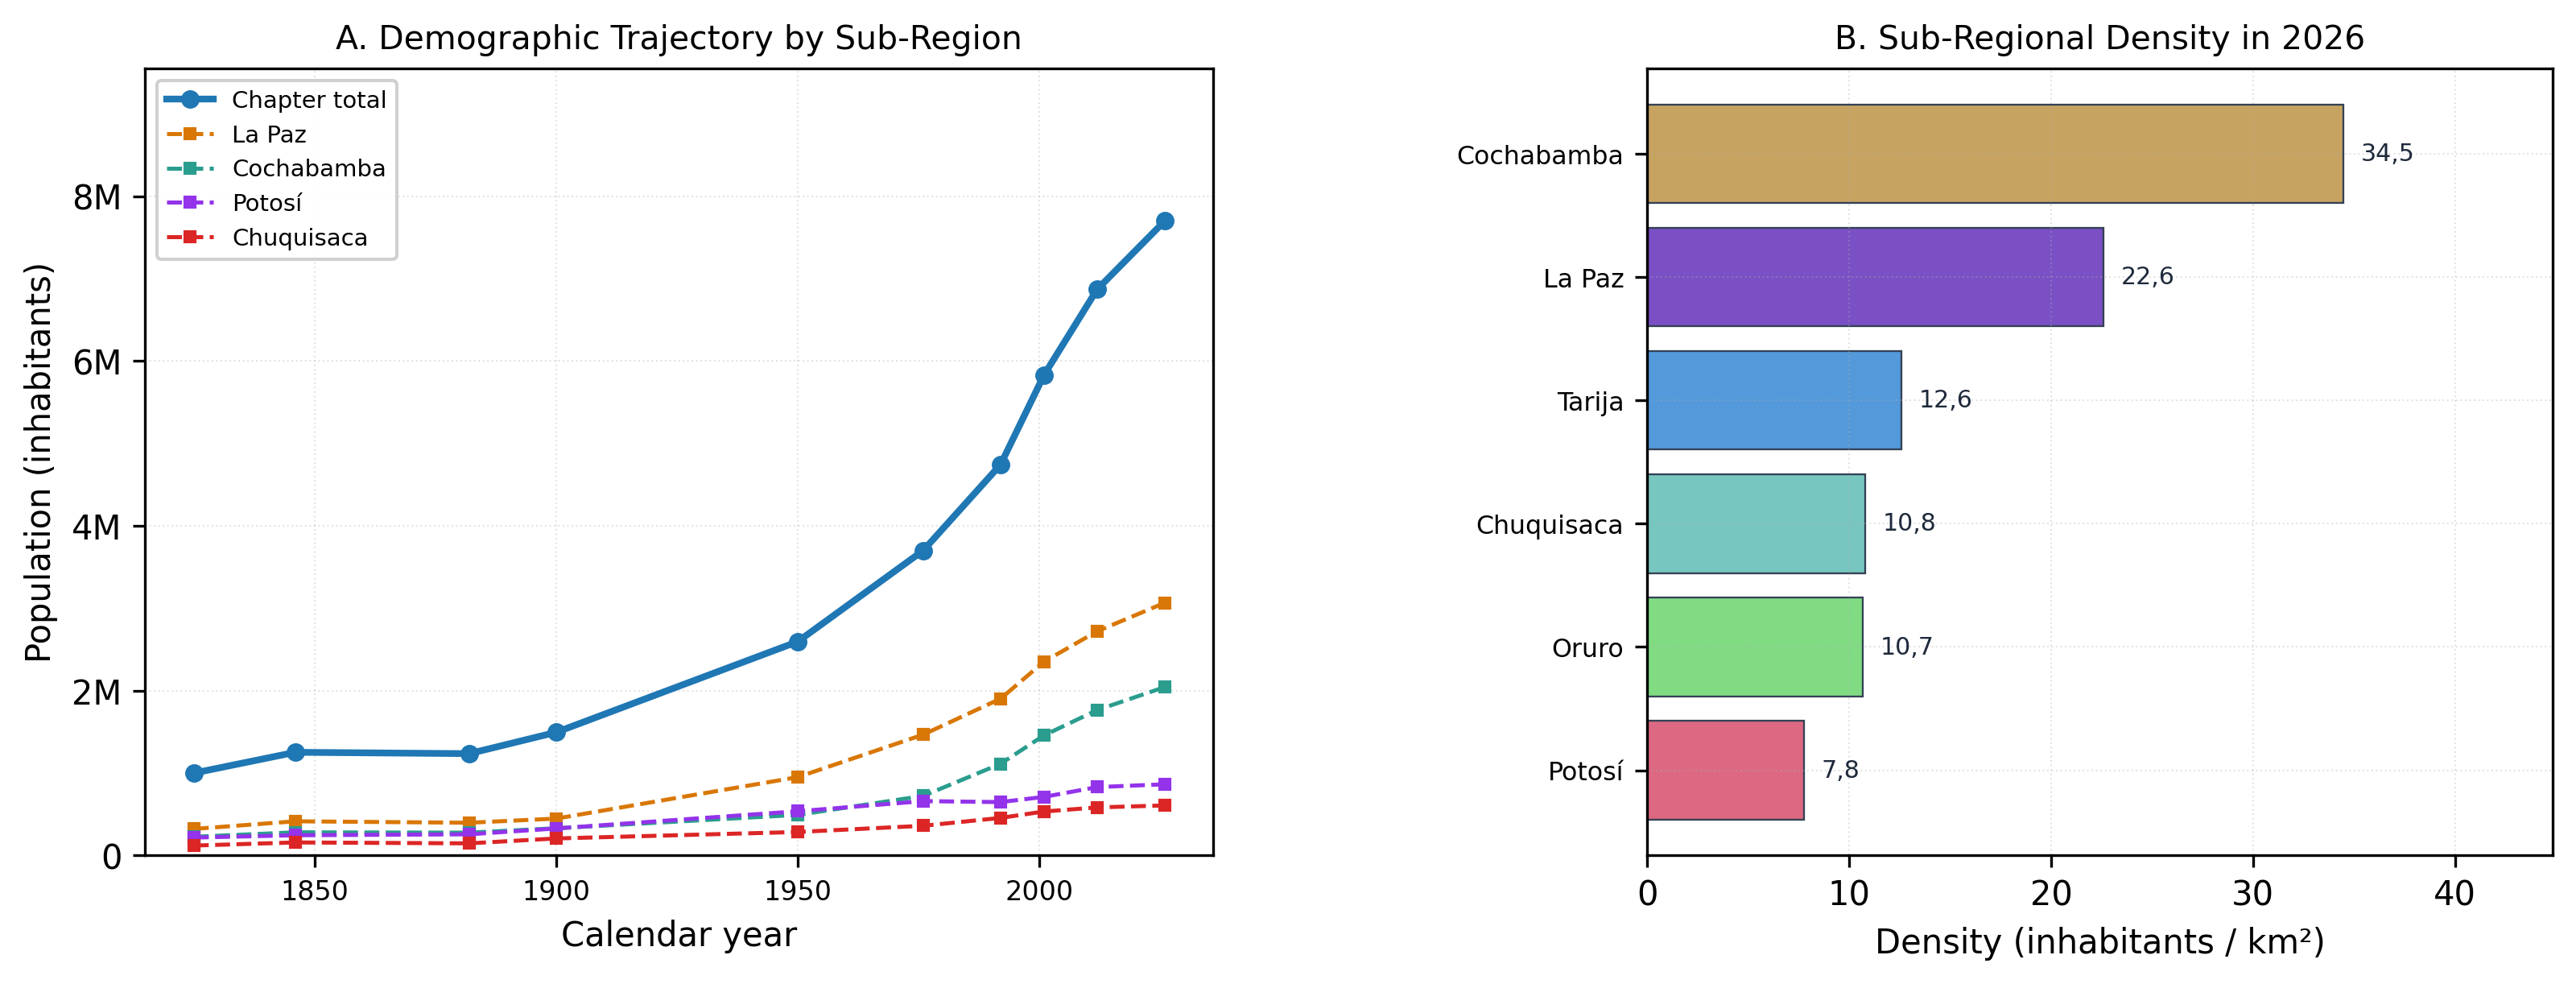 A. Demographic Trajectory by Sub-Region
Chapter total
La Paz
Cochabamba
Potosí
Chuquisaca
Population (inhabitants)
8M
6M
4M
2M
0
1850 1900 1950 2000
Calendar year
B. Sub-Regional Density in 2026
Cochabamba 34,5
La Paz 22,6
Tarija 12,6
Chuquisaca 10,8
Oruro 10,7
Potosí 7,8
0 10 20 30 40
Density (inhabitants / km²)